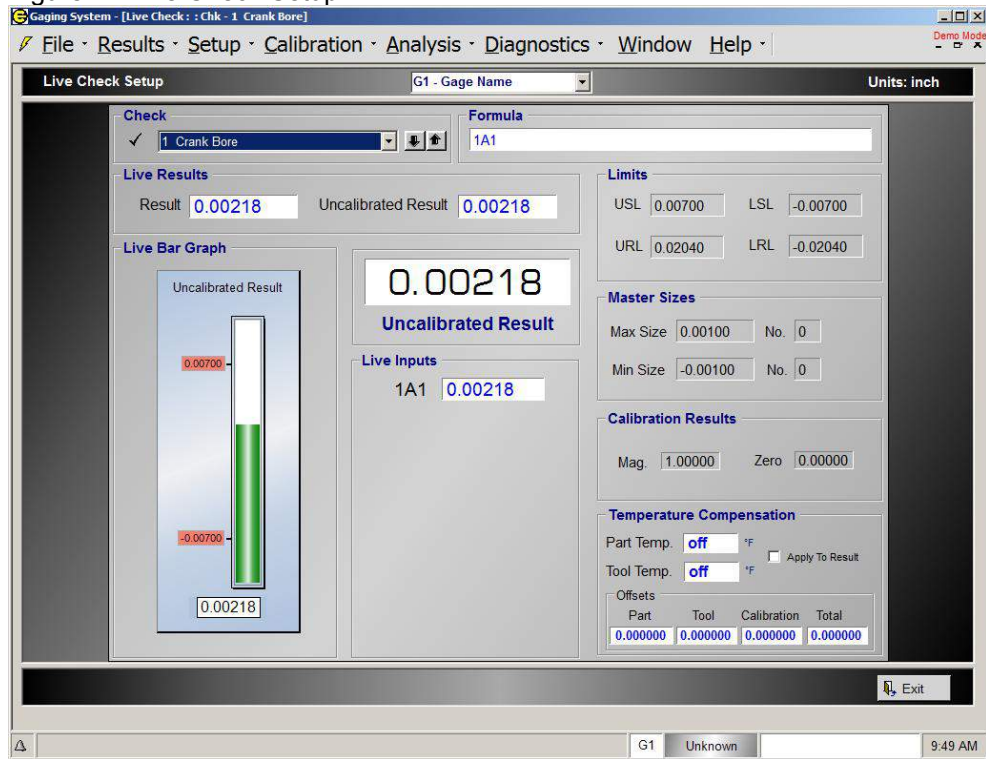 Gaging System - [Live Check : : Chk - 1 Crank Bore]
File Results Setup Calibration Analysis Diagnostics Window Help Demo Mode
Live Check Setup G1 - Gage Name Units: inch
Check
1 Crank Bore
Formula
1A1
Live Results
Result 0.00218 Uncalibrated Result 0.00218
Limits
USL 0.00700 LSL -0.00700
URL 0.02040 LRL -0.02040
Live Bar Graph
Uncalibrated Result
0.00700
-0.00700
0.00218
0.00218
Uncalibrated Result
Live Inputs
1A1 0.00218
Master Sizes
Max Size 0.00100 No. 0
Min Size -0.00100 No. 0
Calibration Results
Mag. 1.00000 Zero 0.00000
Temperature Compensation
Part Temp. off °F
Tool Temp. off °F
Apply To Result
Offsets
Part Tool Calibration Total
0.000000 0.000000 0.000000 0.000000
Exit
G1 Unknown 9:49 AM